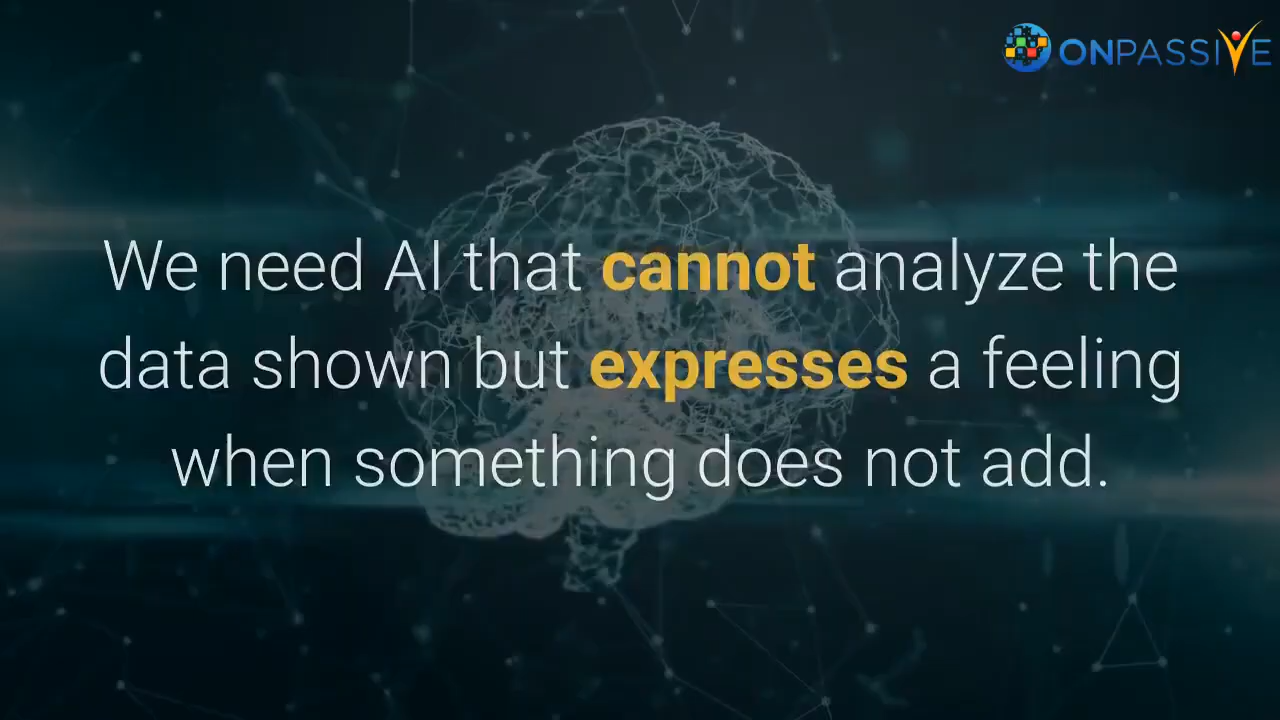 ONPASSIVE
We need AI that cannot analyze the
data shown but expresses a feeling
when something does not add.